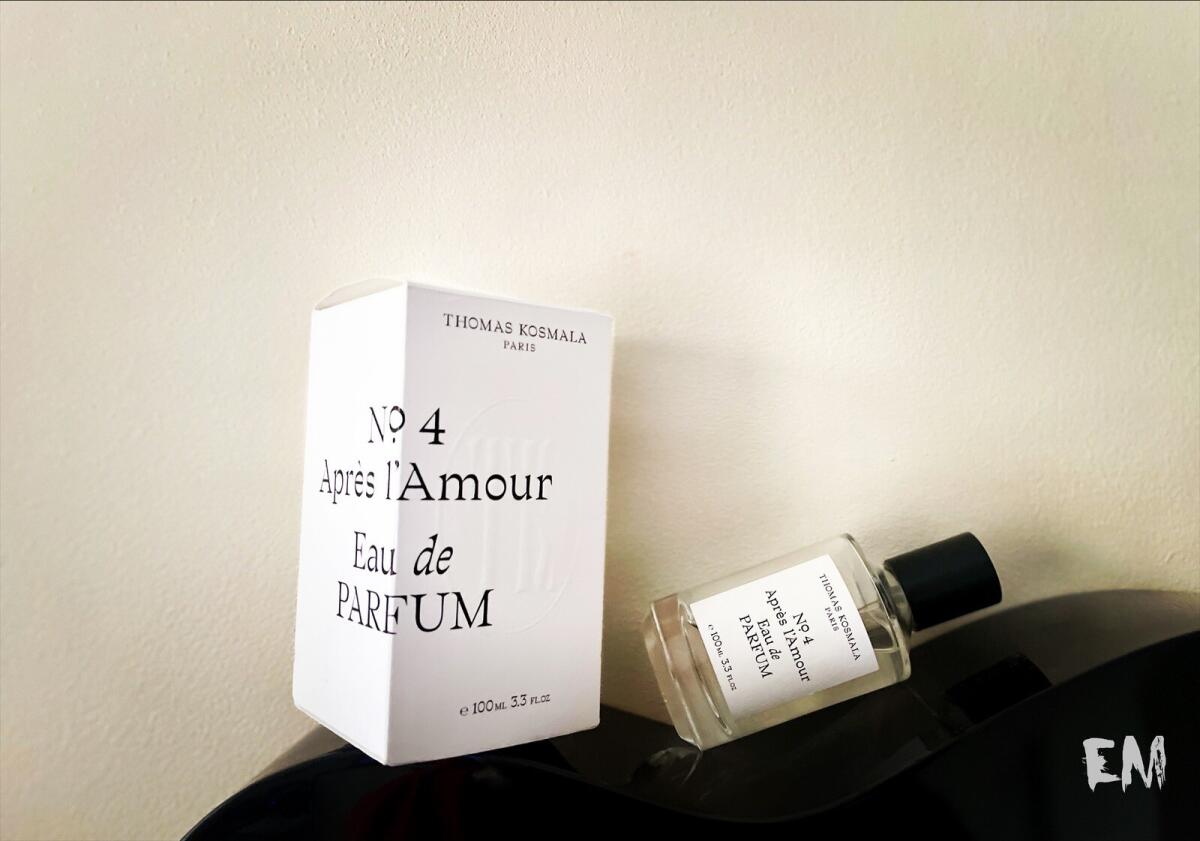 THOMAS KOSMALA
PARIS
Nº 4
Après l'Amour
Eau de
PARFUM
e 100ML 3.3 FL.OZ
THOMAS KOSMALA
PARIS
Nº 4
Après l'Amour
Eau de
PARFUM
e 100ML 3.3 FL.OZ
EM